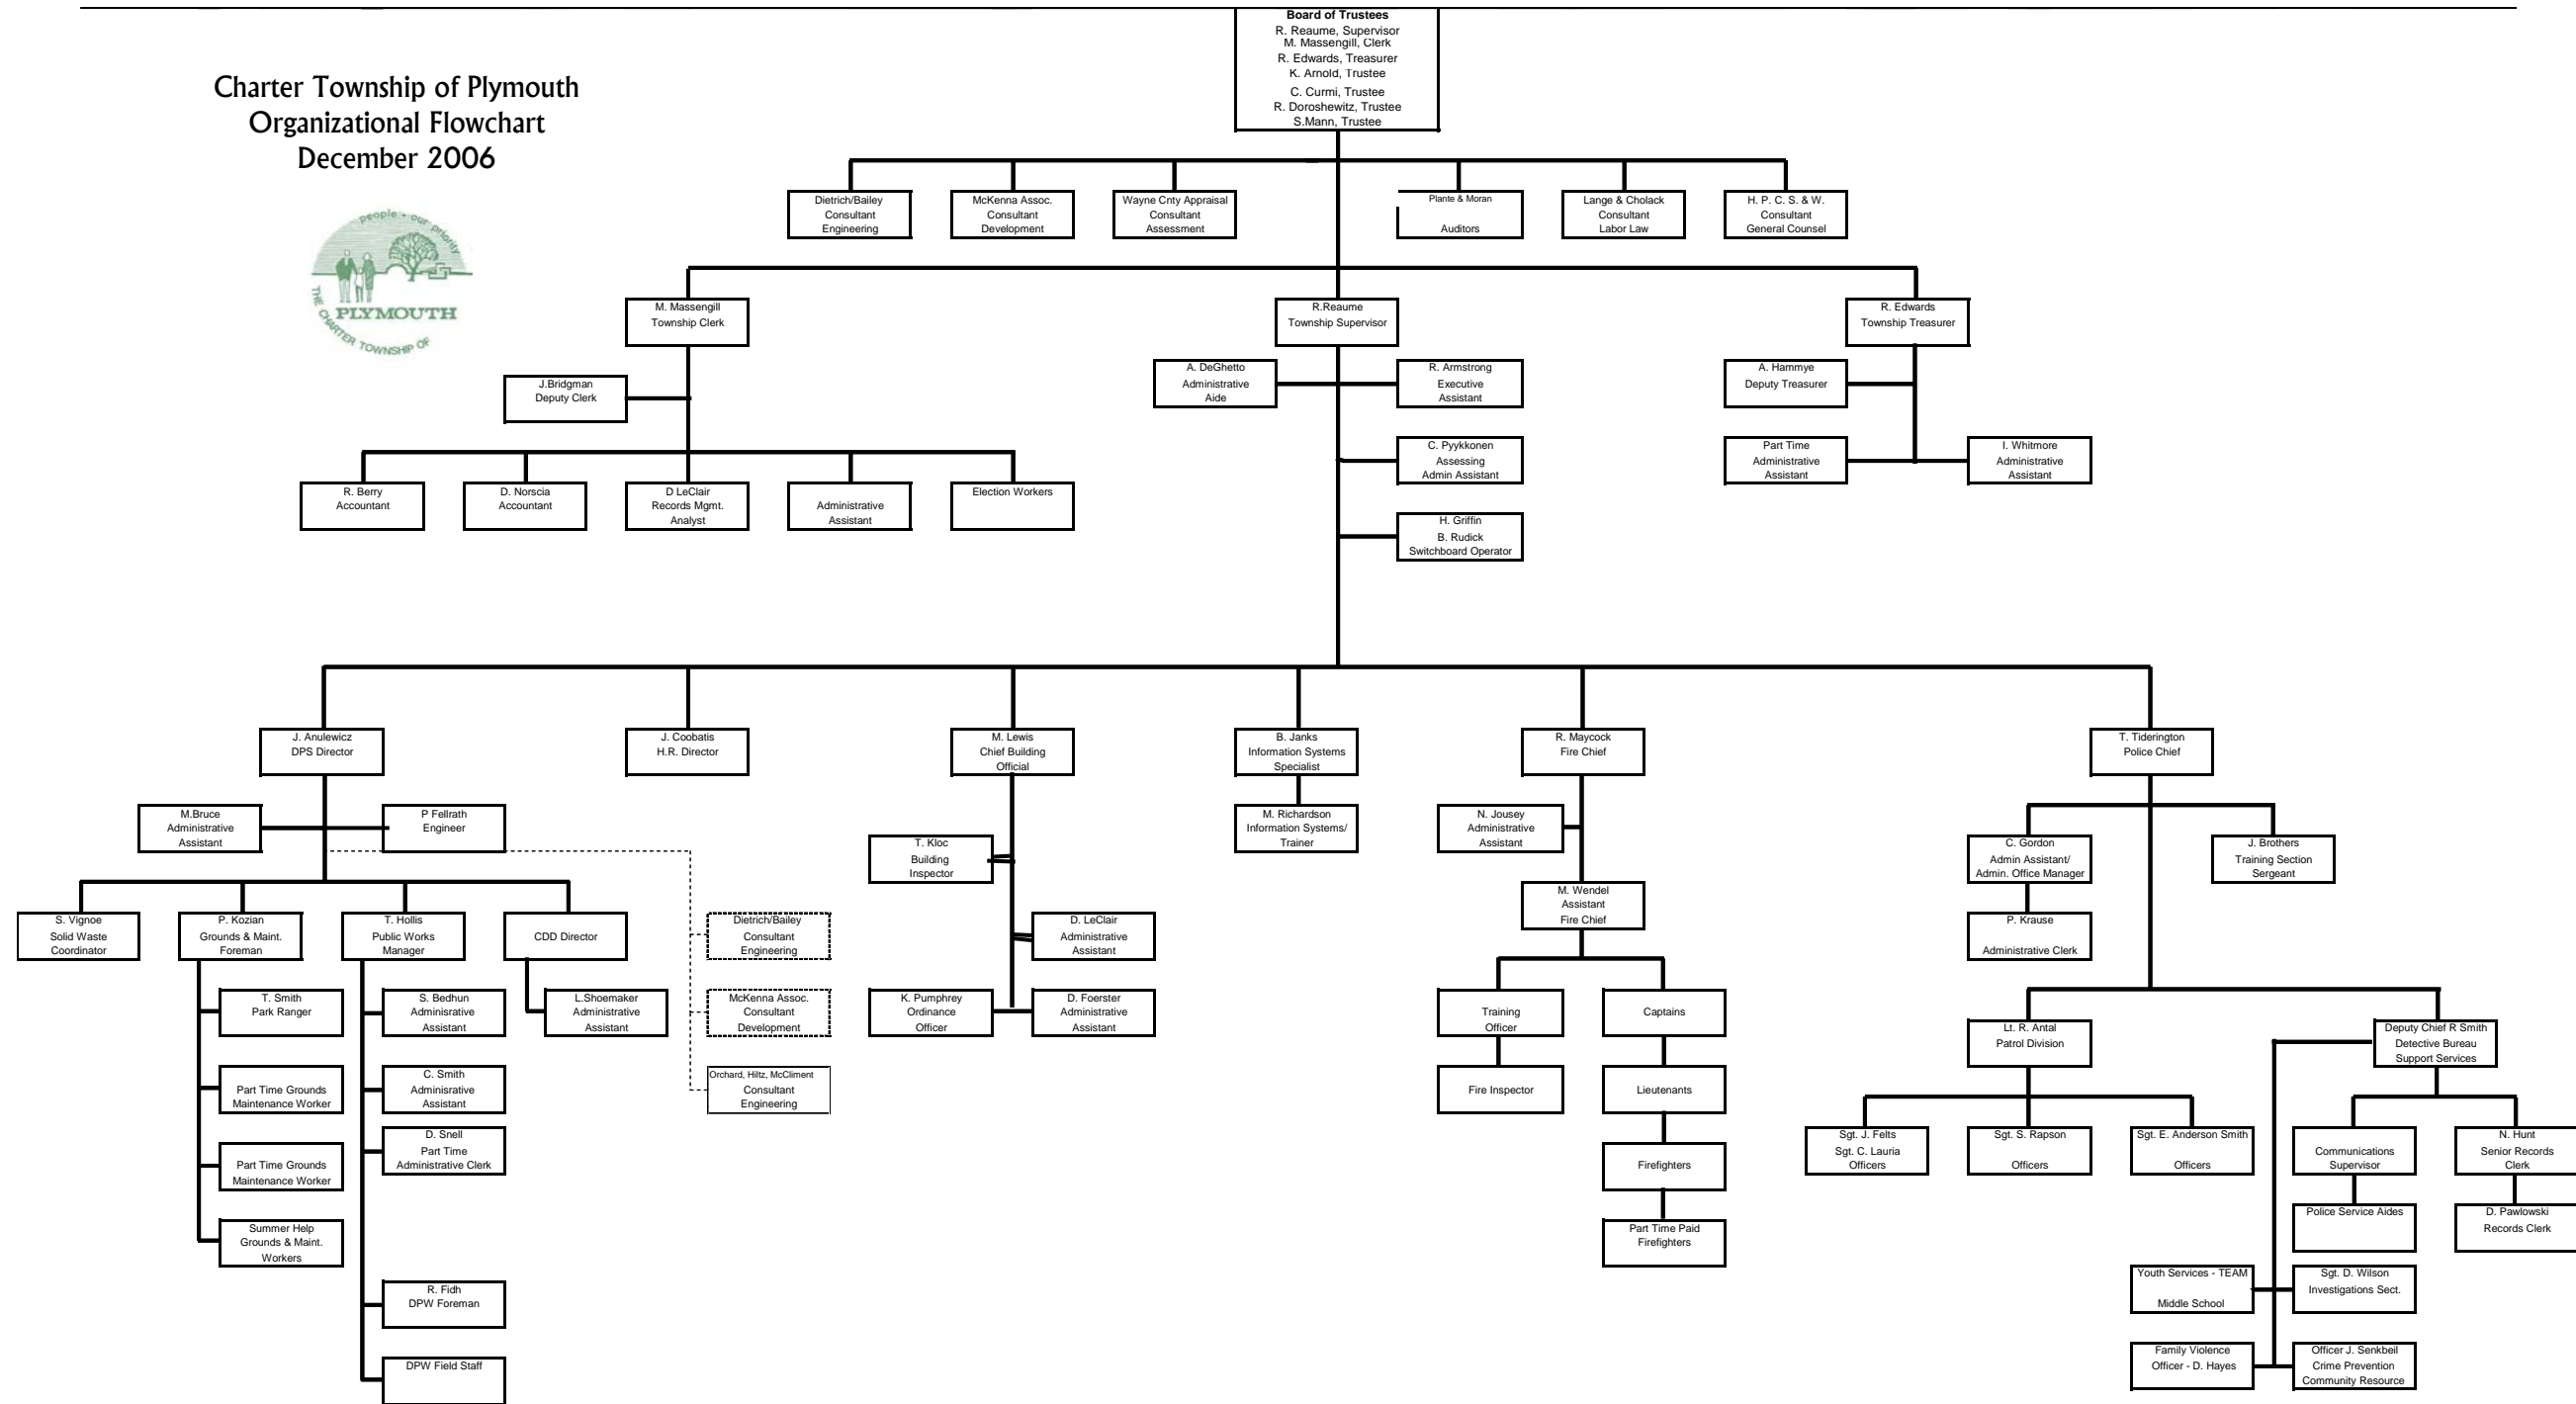 Board of Trustees
R. Reaume, Supervisor
M. Massengill, Clerk
R. Edwards, Treasurer
K. Arnold, Trustee
C. Curmi, Trustee
R. Doroshewitz, Trustee
S.Mann, Trustee
Charter Township of Plymouth
Organizational Flowchart
December 2006
people - our priority
PLYMOUTH
THE CHARTER TOWNSHIP OF
Dietrich/Bailey
Consultant
Engineering
McKenna Assoc.
Consultant
Development
Wayne Cnty Appraisal
Consultant
Assessment
Plante & Moran
Auditors
Lange & Cholack
Consultant
Labor Law
H. P. C. S. & W.
Consultant
General Counsel
M. Massengill
Township Clerk
R.Reaume
Township Supervisor
R. Edwards
Township Treasurer
J.Bridgman
Deputy Clerk
A. DeGhetto
Administrative
Aide
R. Armstrong
Executive
Assistant
A. Hammye
Deputy Treasurer
C. Pyykkonen
Assessing
Admin Assistant
Part Time
Administrative
Assistant
I. Whitmore
Administrative
Assistant
R. Berry
Accountant
D. Norscia
Accountant
D LeClair
Records Mgmt.
Analyst
Administrative
Assistant
Election Workers
H. Griffin
B. Rudick
Switchboard Operator
J. Anulewicz
DPS Director
J. Coobatis
H.R. Director
M. Lewis
Chief Building
Official
B. Janks
Information Systems
Specialist
R. Maycock
Fire Chief
T. Tiderington
Police Chief
M.Bruce
Administrative
Assistant
P Fellrath
Engineer
T. Kloc
Building
Inspector
M. Richardson
Information Systems/
Trainer
N. Jousey
Administrative
Assistant
C. Gordon
Admin Assistant/
Admin. Office Manager
J. Brothers
Training Section
Sergeant
S. Vignoe
Solid Waste
Coordinator
P. Kozian
Grounds & Maint.
Foreman
T. Hollis
Public Works
Manager
CDD Director
Dietrich/Bailey
Consultant
Engineering
D. LeClair
Administrative
Assistant
M. Wendel
Assistant
Fire Chief
P. Krause
Administrative Clerk
T. Smith
Park Ranger
S. Bedhun
Adminisrative
Assistant
L.Shoemaker
Administrative
Assistant
McKenna Assoc.
Consultant
Development
K. Pumphrey
Ordinance
Officer
D. Foerster
Administrative
Assistant
Training
Officer
Captains
Lt. R. Antal
Patrol Division
Deputy Chief R Smith
Detective Bureau
Support Services
Part Time Grounds
Maintenance Worker
C. Smith
Adminisrative
Assistant
Orchard, Hiltz, McCliment
Consultant
Engineering
Fire Inspector
Lieutenants
Part Time Grounds
Maintenance Worker
D. Snell
Part Time
Administrative Clerk
Firefighters
Sgt. J. Felts
Sgt. C. Lauria
Officers
Sgt. S. Rapson
Officers
Sgt. E. Anderson Smith
Officers
Communications
Supervisor
N. Hunt
Senior Records
Clerk
Summer Help
Grounds & Maint.
Workers
Part Time Paid
Firefighters
Police Service Aides
D. Pawlowski
Records Clerk
R. Fidh
DPW Foreman
Youth Services - TEAM
Middle School
Sgt. D. Wilson
Investigations Sect.
DPW Field Staff
Family Violence
Officer - D. Hayes
Officer J. Senkbeil
Crime Prevention
Community Resource